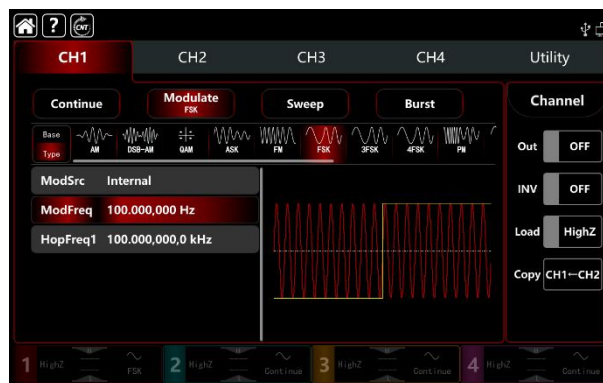 ? CNT
CH1 CH2 CH3 CH4 Utility
Continue Modulate Sweep Burst Channel
FSK
Base
Type AM DSB-AM QAM ASK FM FSK 3FSK 4FSK PM
Out OFF
ModSrc Internal
INV OFF
ModFreq 100.000,000 Hz
HopFreq1 100.000,000,0 kHz
Load HighZ
Copy CH1←CH2
1 HighZ FSK 2 HighZ Continue 3 HighZ Continue 4 HighZ Continue